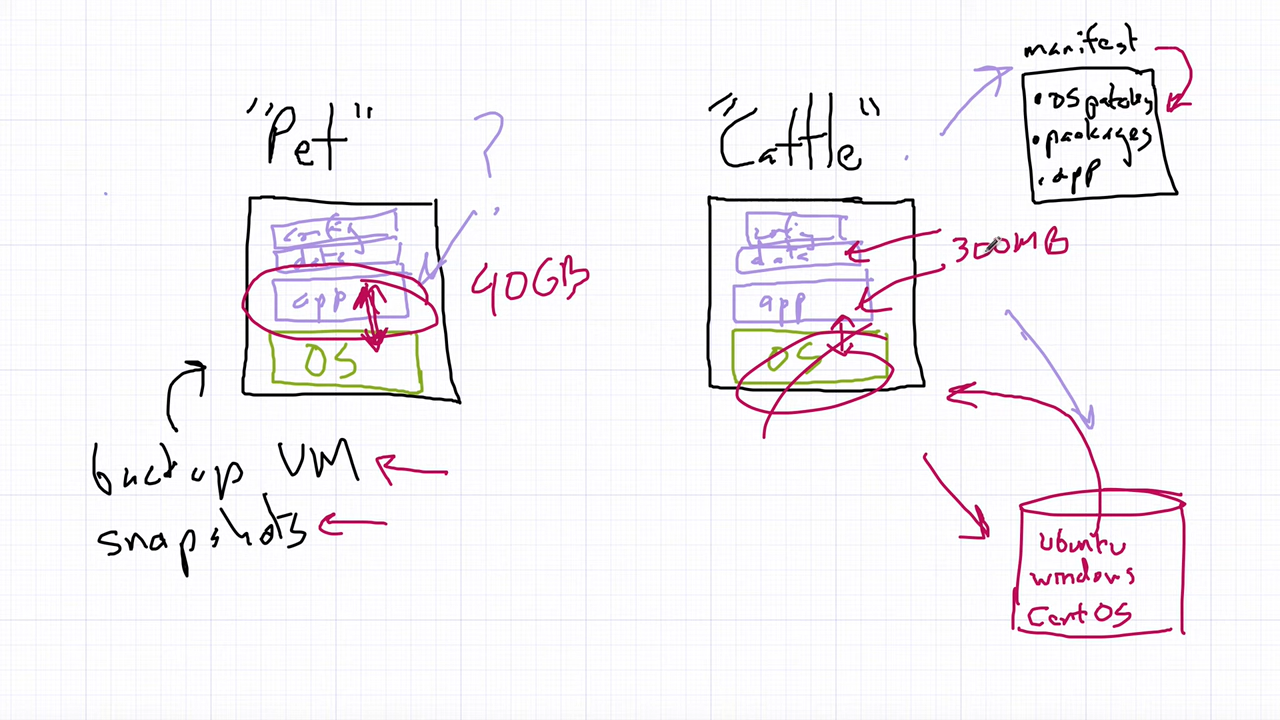 "Pet"
?
config
data
app
OS
40GB
backup VM
snapshots
"Cattle"
config
data
app
OS
300MB
manifest
• OS patches
• packages
• app
ubuntu
windows
CentOS